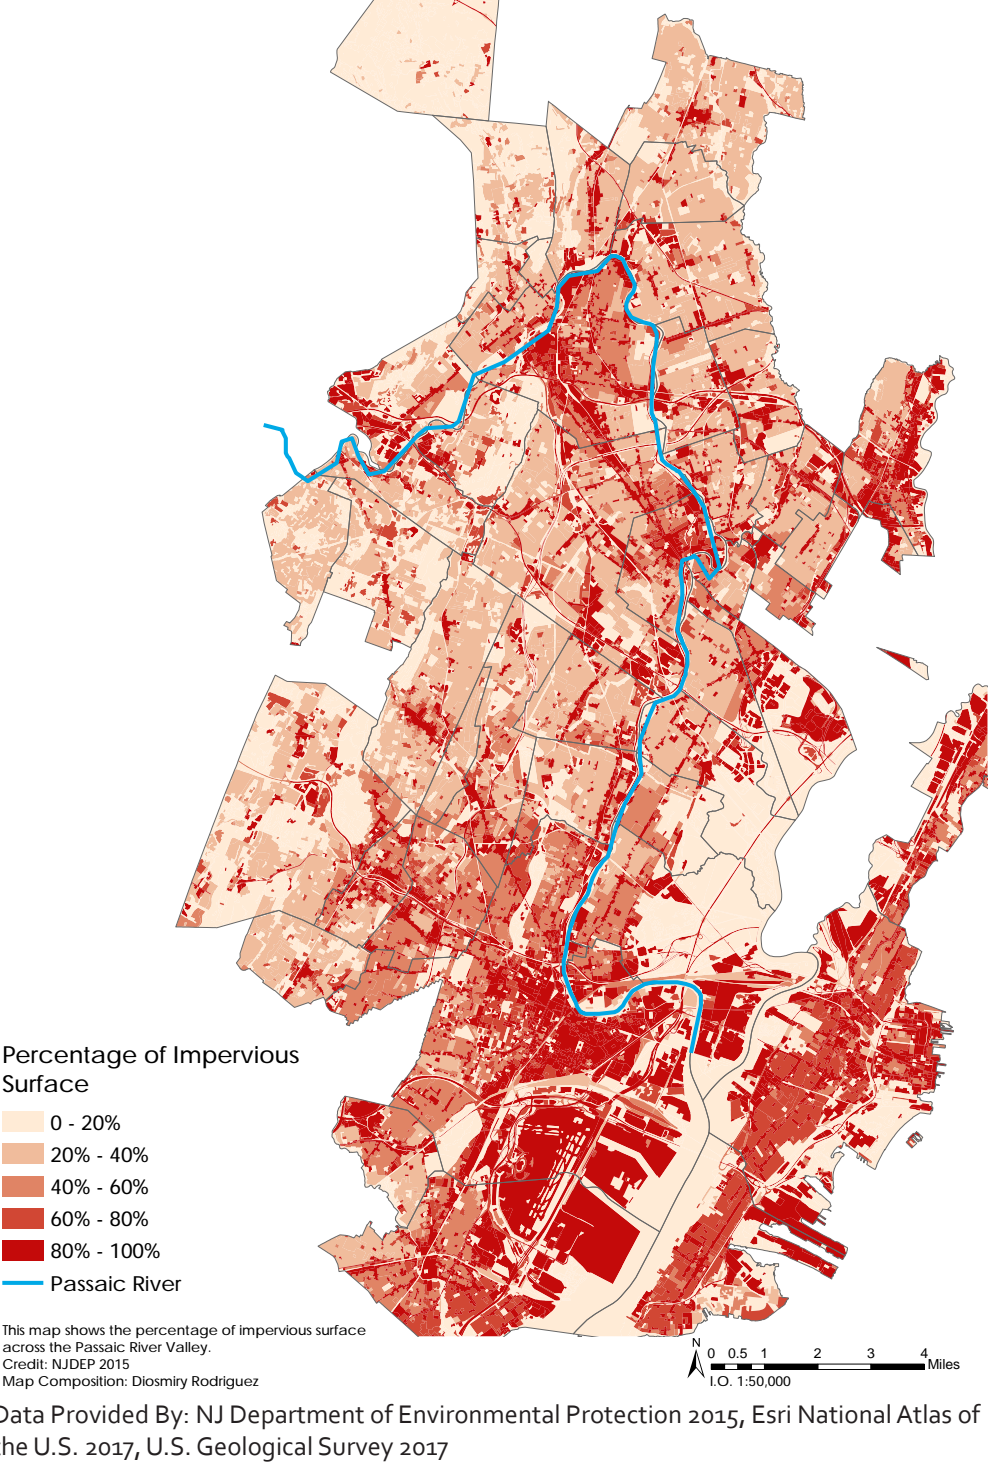 Percentage of Impervious
Surface
0 - 20%
20% - 40%
40% - 60%
60% - 80%
80% - 100%
Passaic River
This map shows the percentage of impervious surface
across the Passaic River Valley.
Credit: NJDEP 2015
Map Composition: Diosmiry Rodriguez
N
0 0.5 1 2 3 4
Miles
I.O. 1:50,000
Data Provided By: NJ Department of Environmental Protection 2015, Esri National Atlas of
the U.S. 2017, U.S. Geological Survey 2017